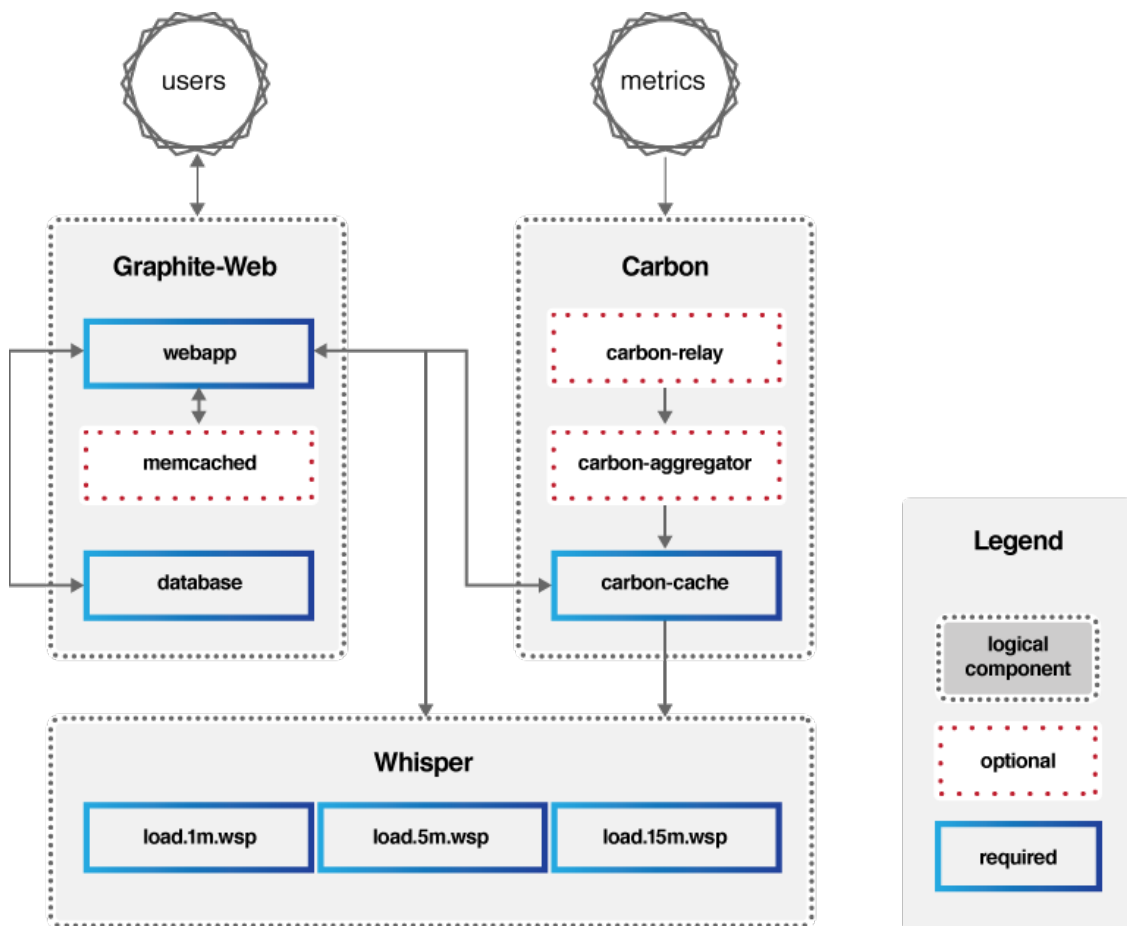 users
metrics
Graphite-Web
webapp
memcached
database
Carbon
carbon-relay
carbon-aggregator
carbon-cache
Whisper
load.1m.wsp
load.5m.wsp
load.15m.wsp
Legend
logical
component
optional
required